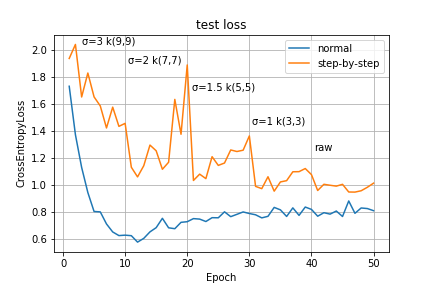 test loss
σ=3 k(9,9)
σ=2 k(7,7)
σ=1.5 k(5,5)
σ=1 k(3,3)
raw
normal
step-by-step
CrossEntropyLoss
2.0
1.8
1.6
1.4
1.2
1.0
0.8
0.6
0
10
20
30
40
50
Epoch